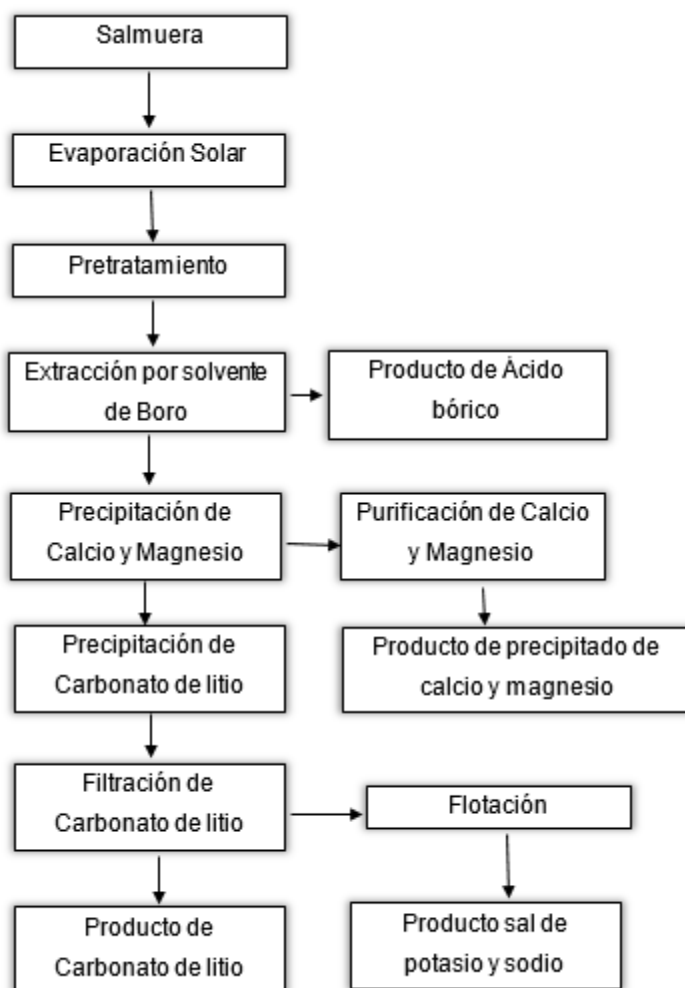 Salmuera
Evaporación Solar
Pretratamiento
Extracción por solvente
de Boro
Producto de Ácido
bórico
Precipitación de
Calcio y Magnesio
Purificación de Calcio
y Magnesio
Precipitación de
Carbonato de litio
Producto de precipitado de
calcio y magnesio
Filtración de
Carbonato de litio
Flotación
Producto de
Carbonato de litio
Producto sal de
potasio y sodio